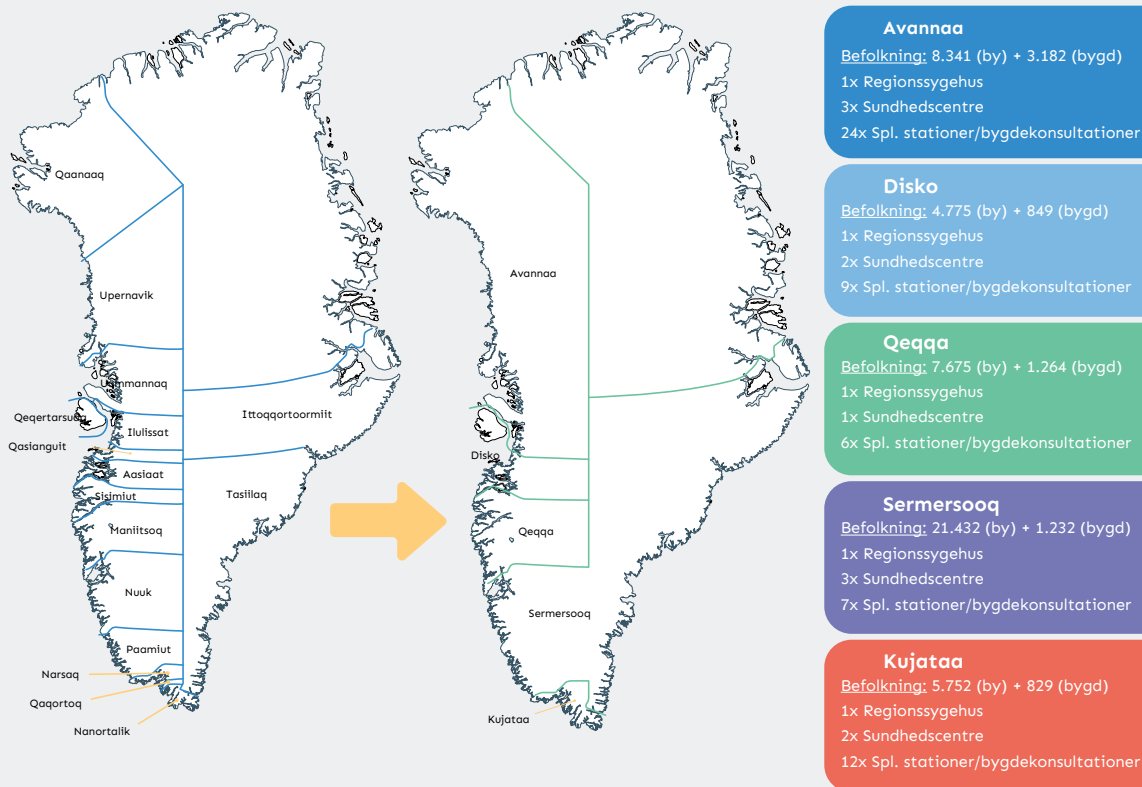 Qaanaaq
Upernavik
Uummannaq
Qeqertarsuaq
Ilulissat
Qasianguit
Aasiaat
Sisimiut
Maniitsoq
Nuuk
Paamiut
Narsaq
Qaqortoq
Nanortalik
Ittoqqortoormiit
Tasiilaq
Avannaa
Disko
Qeqqa
Sermersooq
Kujataa
Avannaa
Befolkning: 8.341 (by) + 3.182 (bygd)
1x Regionssygehus
3x Sundhedscentre
24x Spl. stationer/bygdekonsultationer
Disko
Befolkning: 4.775 (by) + 849 (bygd)
1x Regionssygehus
2x Sundhedscentre
9x Spl. stationer/bygdekonsultationer
Qeqqa
Befolkning: 7.675 (by) + 1.264 (bygd)
1x Regionssygehus
1x Sundhedscentre
6x Spl. stationer/bygdekonsultationer
Sermersooq
Befolkning: 21.432 (by) + 1.232 (bygd)
1x Regionssygehus
3x Sundhedscentre
7x Spl. stationer/bygdekonsultationer
Kujataa
Befolkning: 5.752 (by) + 829 (bygd)
1x Regionssygehus
2x Sundhedscentre
12x Spl. stationer/bygdekonsultationer